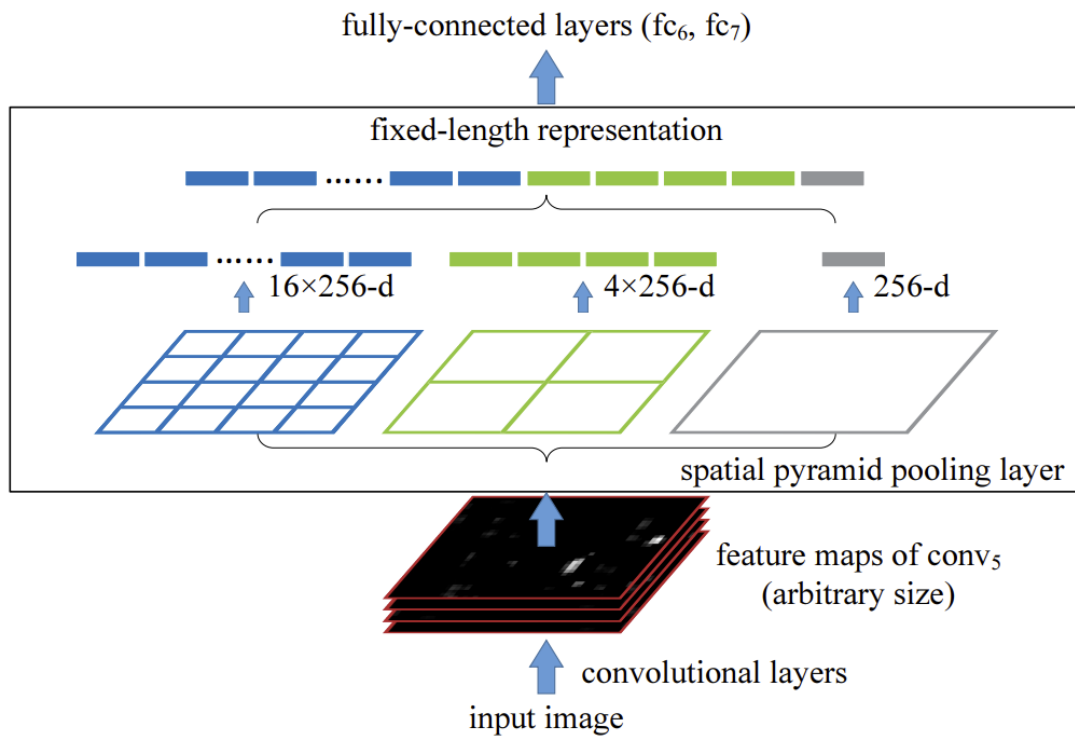 fully-connected layers (fc₆, fc₇)
fixed-length representation
......
......
16×256-d
4×256-d
256-d
spatial pyramid pooling layer
feature maps of conv₅
(arbitrary size)
convolutional layers
input image